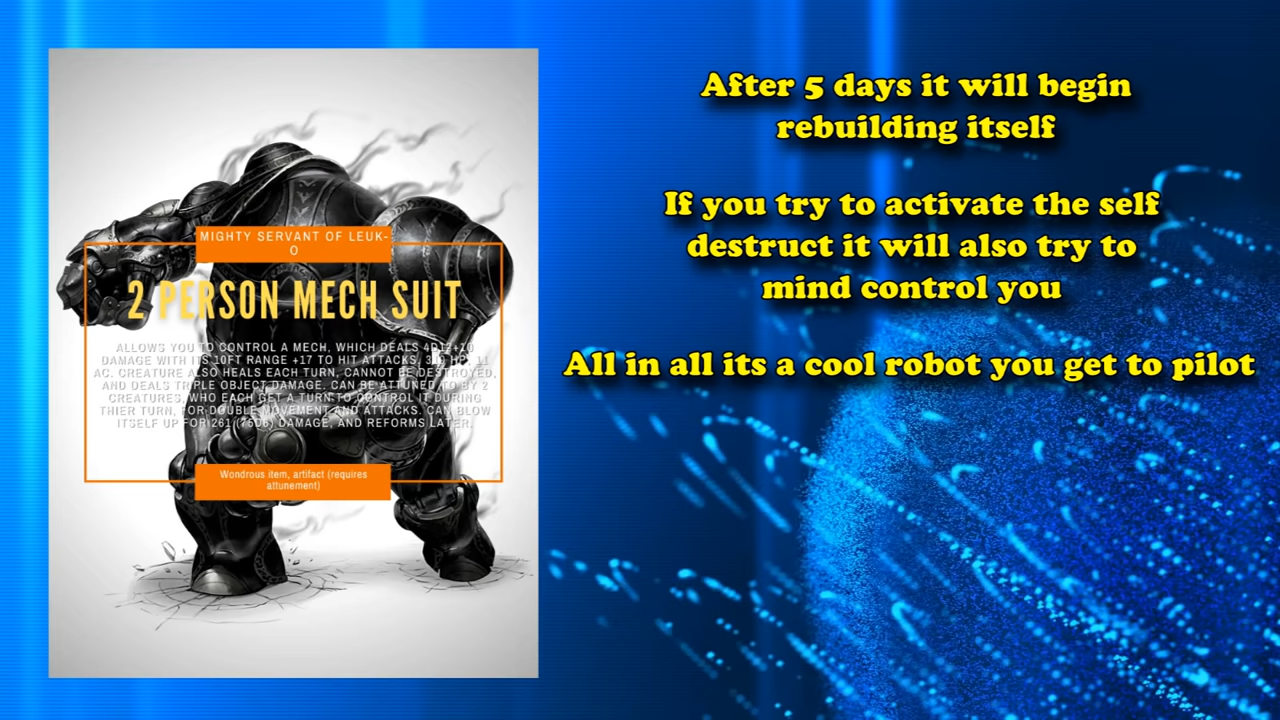 MIGHTY SERVANT OF LEUK-
O
2 PERSON MECH SUIT
ALLOWS YOU TO CONTROL A MECH, WHICH DEALS 4D12+10
DAMAGE WITH ITS 10FT RANGE +17 TO HIT ATTACKS, HP, 11
AC. CREATURE ALSO HEALS EACH TURN, CANNOT BE DESTROYED,
AND DEALS TRIPLE OBJECT DAMAGE. CAN BE ATTUNED TO BY 2
CREATURES, WHO EACH GET A TURN TO CONTROL IT DURING
THIER TURN, FOR DOUBLE MOVEMENT AND ATTACKS. CAN BLOW
ITSELF UP FOR 261 DAMAGE, AND REFORMS LATER.
Wondrous item, artifact (requires
attunement)
After 5 days it will begin
rebuilding itself
If you try to activate the self
destruct it will also try to
mind control you
All in all its a cool robot you get to pilot